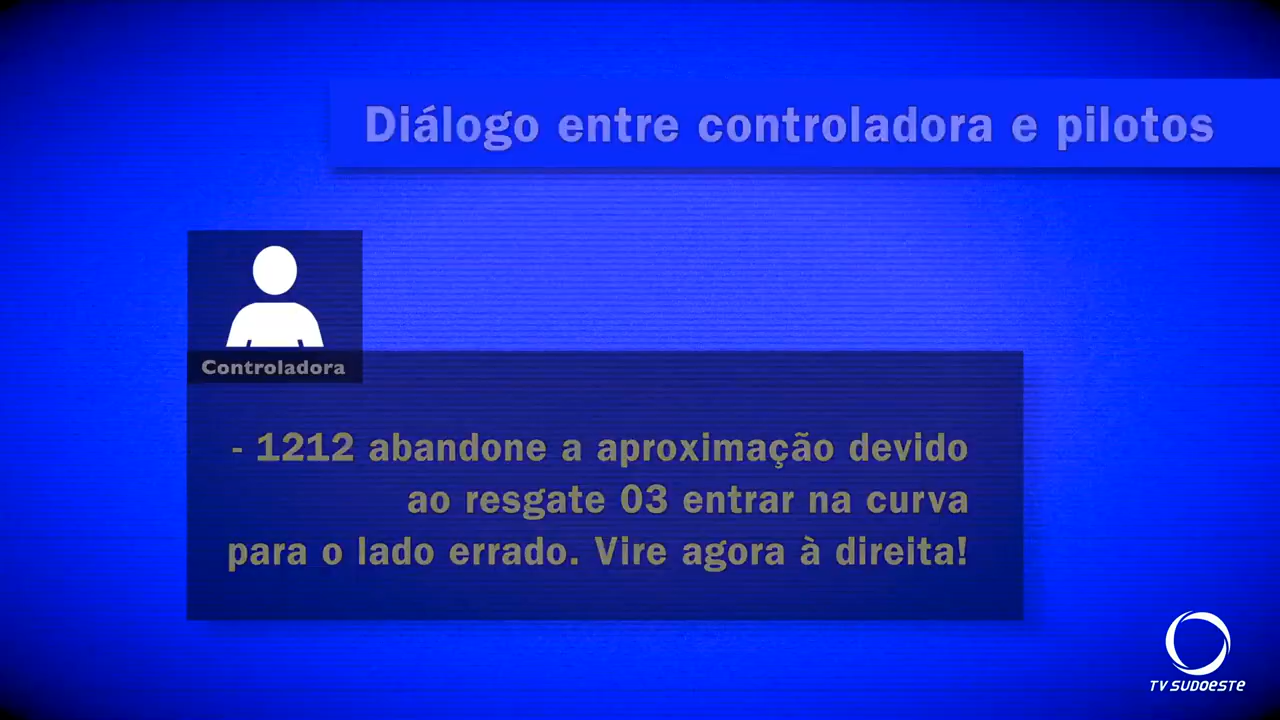 Diálogo entre controladora e pilotos
Controladora
- 1212 abandone a aproximação devido
ao resgate 03 entrar na curva
para o lado errado. Vire agora à direita!
TV SUDOESTE